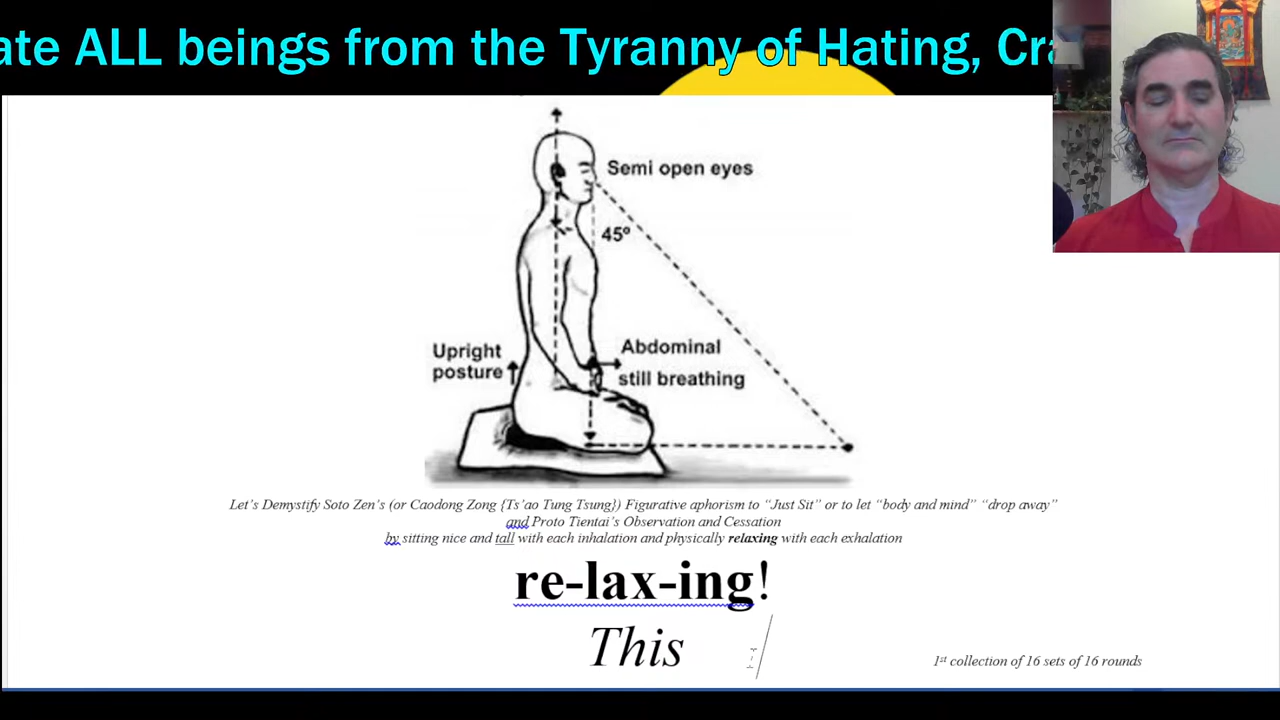 ate ALL beings from the Tyranny of Hating, Cra
Semi open eyes
45º
Upright
posture
Abdominal
still breathing
Let’s Demystify Soto Zen’s (or Caodong Zong {Ts’ao Tung Tsung}) Figurative aphorism to “Just Sit” or to let “body and mind” “drop away”
and Proto Tientai’s Observation and Cessation
by sitting nice and tall with each inhalation and physically relaxing with each exhalation
re-lax-ing!
This
1st collection of 16 sets of 16 rounds